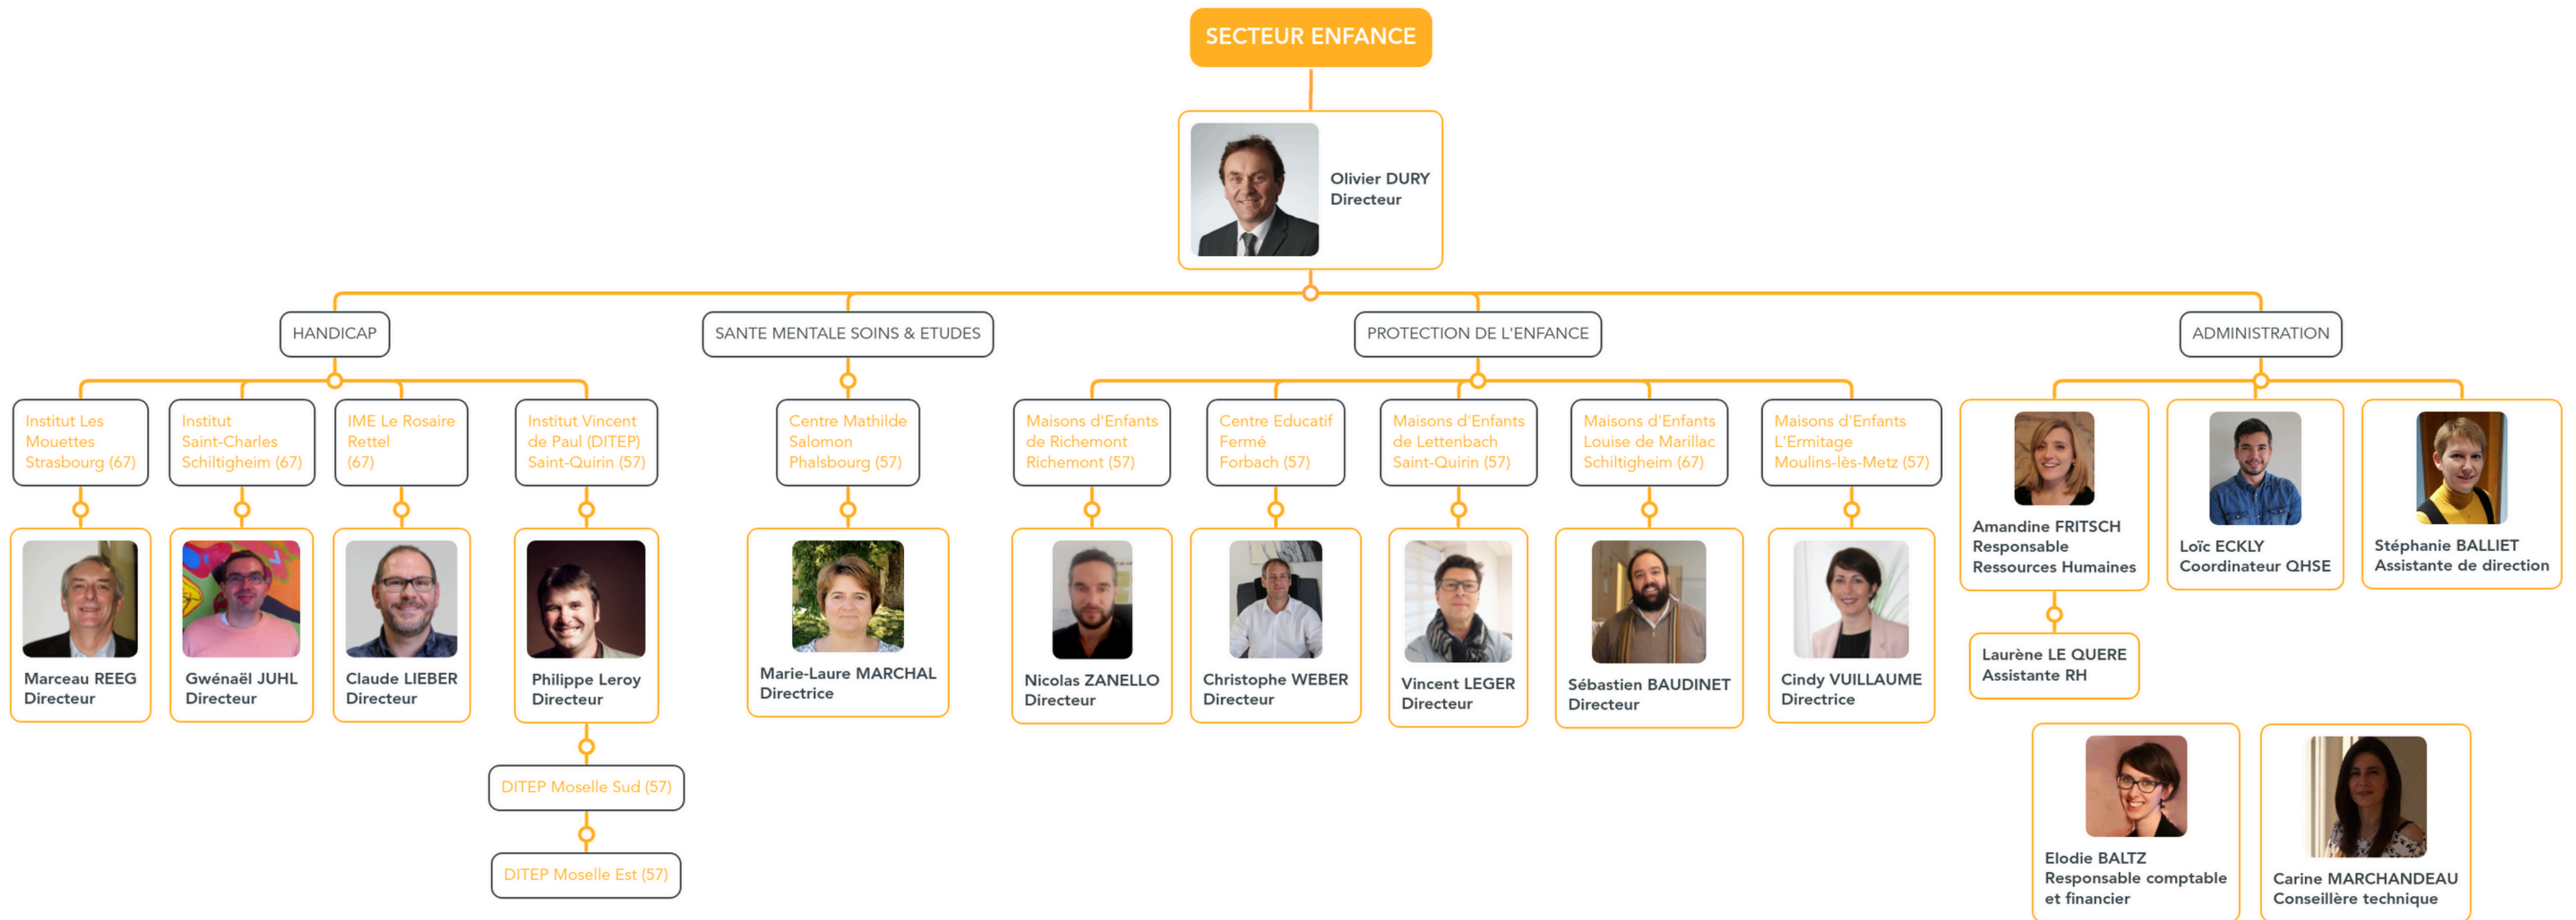 SECTEUR ENFANCE
Olivier DURY
Directeur
HANDICAP
SANTE MENTALE SOINS & ETUDES
PROTECTION DE L'ENFANCE
ADMINISTRATION
Institut Les
Mouettes
Strasbourg (67)
Institut
Saint-Charles
Schiltigheim (67)
IME Le Rosaire
Rettel
(67)
Institut Vincent
de Paul (DITEP)
Saint-Quirin (57)
Centre Mathilde
Salomon
Phalsbourg (57)
Maisons d'Enfants
de Richemont
Richemont (57)
Centre Educatif
Fermé
Forbach (57)
Maisons d'Enfants
de Lettenbach
Saint-Quirin (57)
Maisons d'Enfants
Louise de Marillac
Schiltigheim (67)
Maisons d'Enfants
L'Ermitage
Moulins-lès-Metz (57)
Amandine FRITSCH
Responsable
Ressources Humaines
Loïc ECKLY
Coordinateur QHSE
Stéphanie BALLIET
Assistante de direction
Marceau REEG
Directeur
Gwénaël JUHL
Directeur
Claude LIEBER
Directeur
Philippe Leroy
Directeur
Marie-Laure MARCHAL
Directrice
Nicolas ZANELLO
Directeur
Christophe WEBER
Directeur
Vincent LEGER
Directeur
Sébastien BAUDINET
Directeur
Cindy VUILLAUME
Directrice
Laurène LE QUERE
Assistante RH
DITEP Moselle Sud (57)
DITEP Moselle Est (57)
Elodie BALTZ
Responsable comptable
et financier
Carine MARCHANDEAU
Conseillère technique